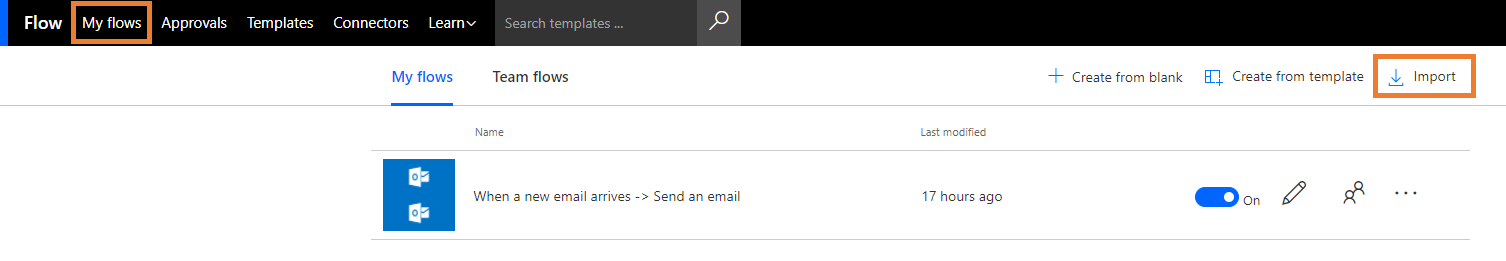 Flow My flows Approvals Templates Connectors Learn Search templates ...
My flows Team flows Create from blank Create from template Import
Name Last modified
When a new email arrives -> Send an email 17 hours ago On